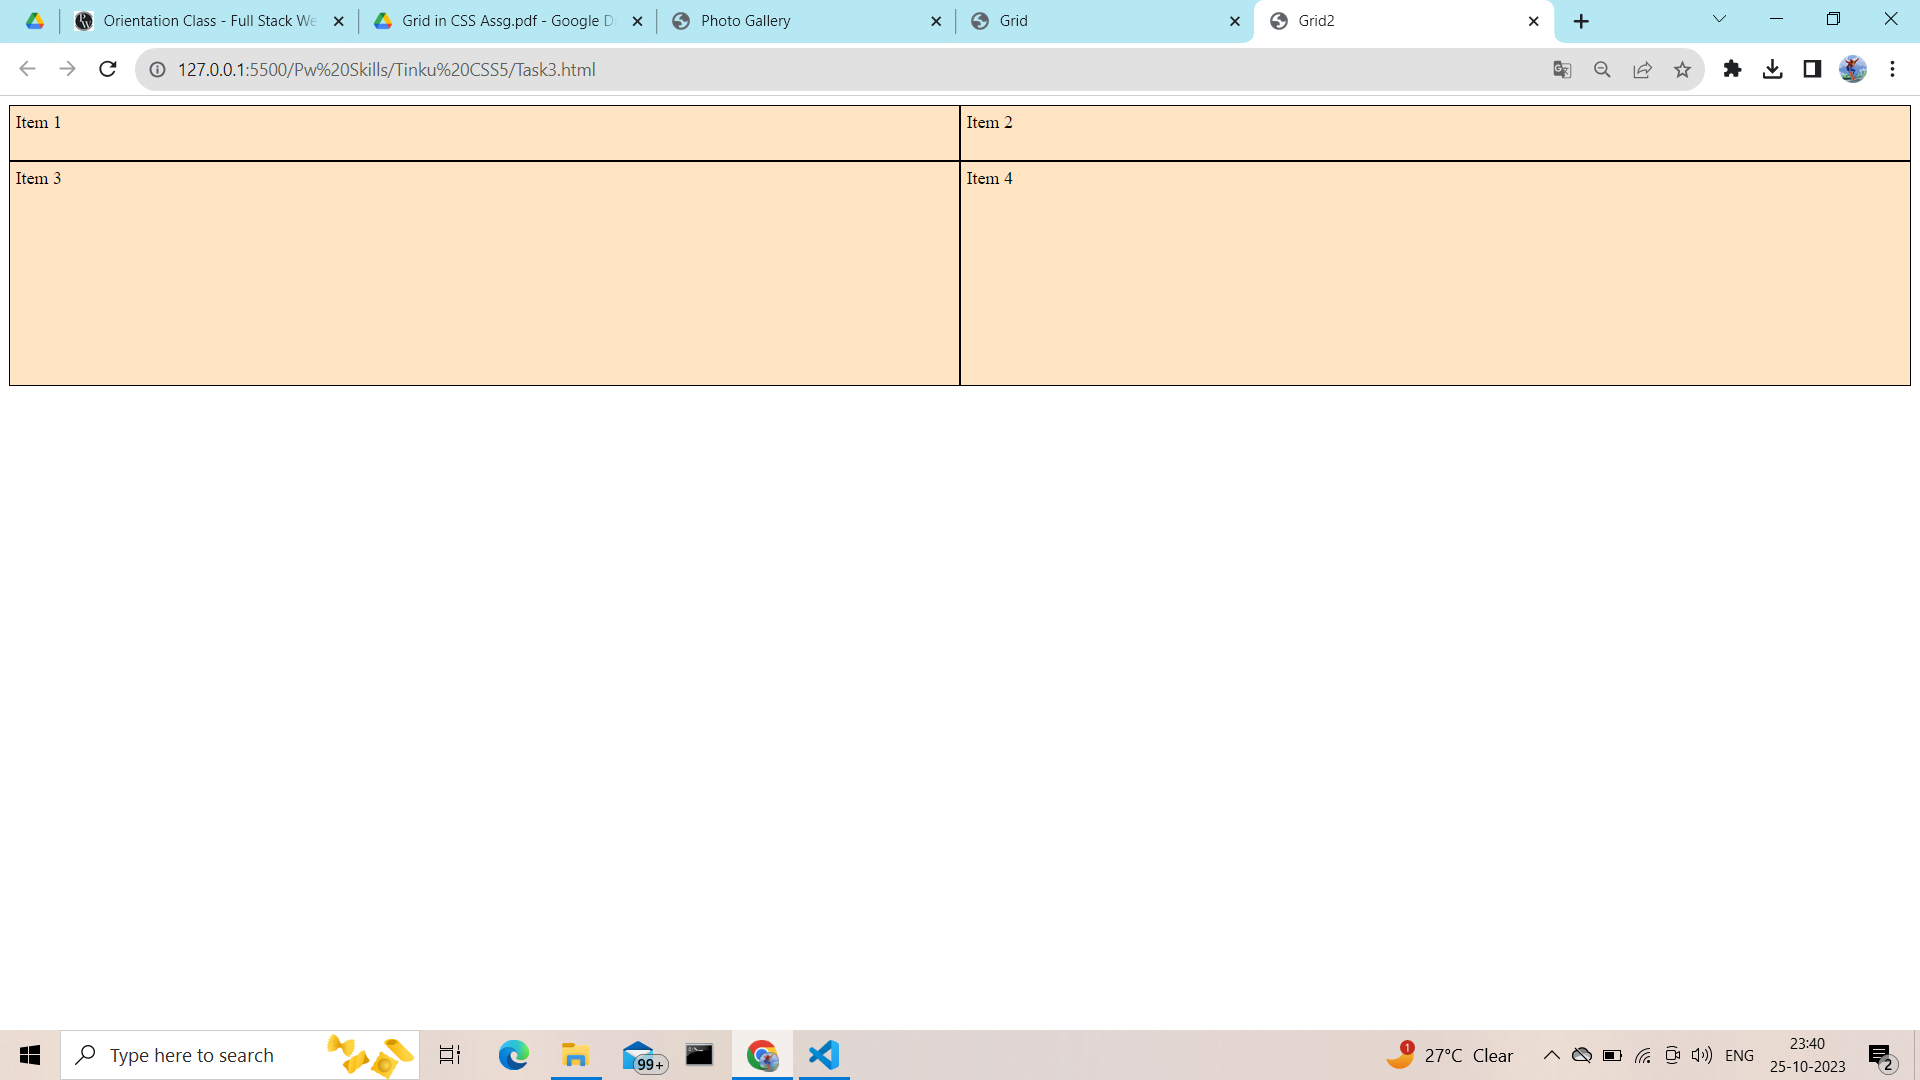 Orientation Class - Full Stack We
Grid in CSS Assg.pdf - Google D
Photo Gallery
Grid
Grid2
127.0.0.1:5500/Pw%20Skills/Tinku%20CSS5/Task3.html
Item 1
Item 2
Item 3
Item 4
Type here to search
99+
1
27°C Clear
ENG
23:40
25-10-2023
2